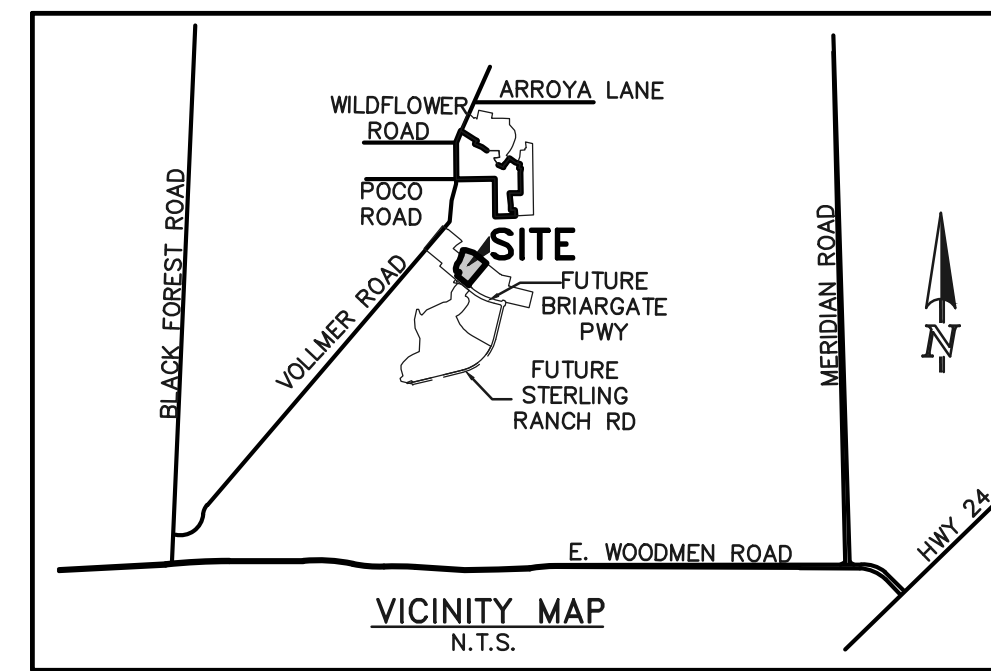 ARROYA LANE
WILDFLOWER
ROAD
POCO
ROAD
BLACK FOREST ROAD
VOLLMER ROAD
SITE
FUTURE
BRIARGATE
PWY
FUTURE
STERLING
RANCH RD
MERIDIAN ROAD
N
HWY 24
E. WOODMEN ROAD
VICINITY MAP
N.T.S.